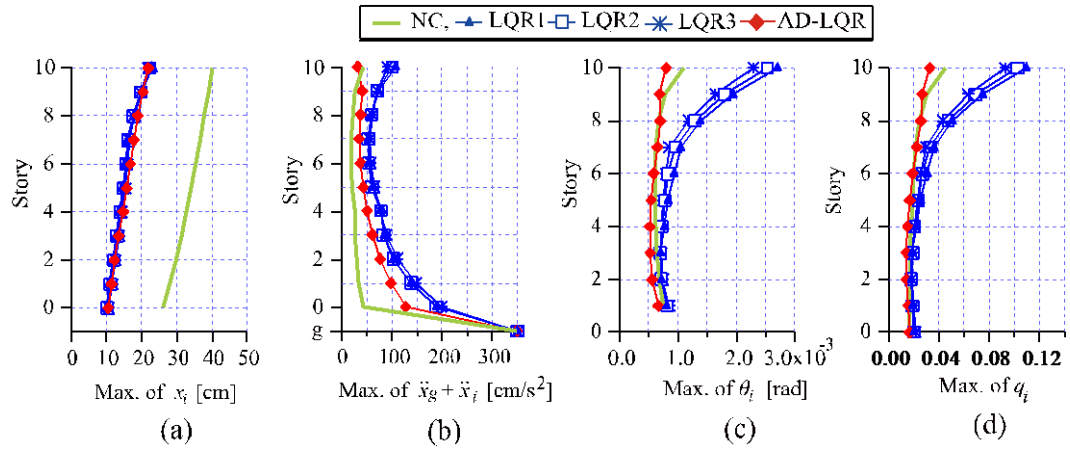 NC, LQR1 LQR2 LQR3 AD-LQR
Story
10
8
6
4
2
0
0 10 20 30 40 50
Max. of xᵢ [cm]
(a)
Story
10
8
6
4
2
0
g
0 100 200 300
Max. of ẍg + ẍᵢ [cm/s²]
(b)
Story
10
8
6
4
2
0
0.0 1.0 2.0 3.0x10⁻³
Max. of θᵢ [rad]
(c)
Story
10
8
6
4
2
0
0.00 0.04 0.08 0.12
Max. of qᵢ
(d)